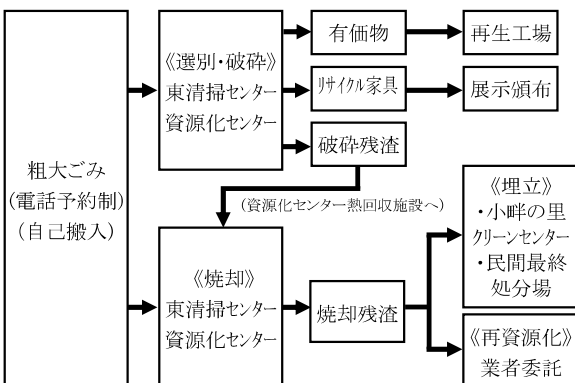 粗大ごみ
(電話予約制)
(自己搬入)
《選別・破砕》
東清掃センター
資源化センター
有価物
再生工場
リサイクル家具
展示頒布
破砕残渣
(資源化センター熱回収施設へ)
《焼却》
東清掃センター
資源化センター
焼却残渣
《埋立》
・小畔の里
クリーンセンター
・民間最終
処分場
《再資源化》
業者委託